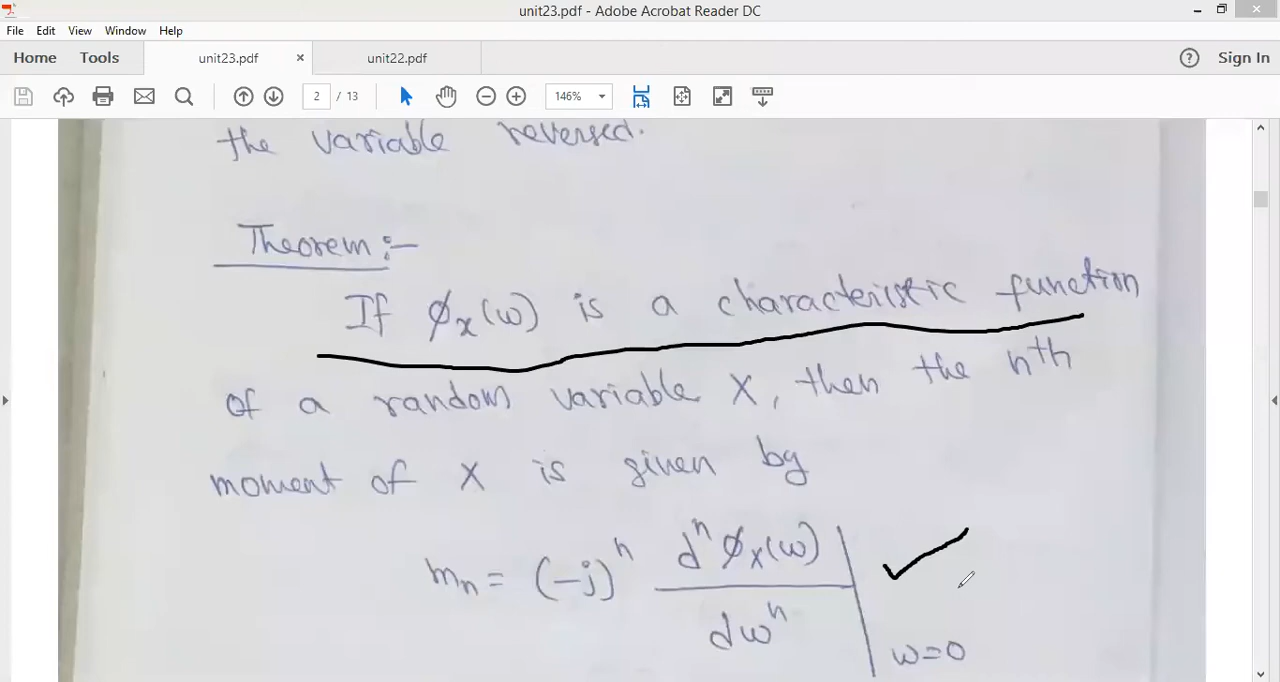 unit23.pdf - Adobe Acrobat Reader DC
File Edit View Window Help
Home Tools unit23.pdf × unit22.pdf Sign In
2 / 13 146%
the variable reversed.
Theorem:-
If ϕx(ω) is a characteristic function
of a random variable X, then the nth
moment of X is given by
mn = (-j)^n d^n ϕx(ω) / dω^n | ω=0